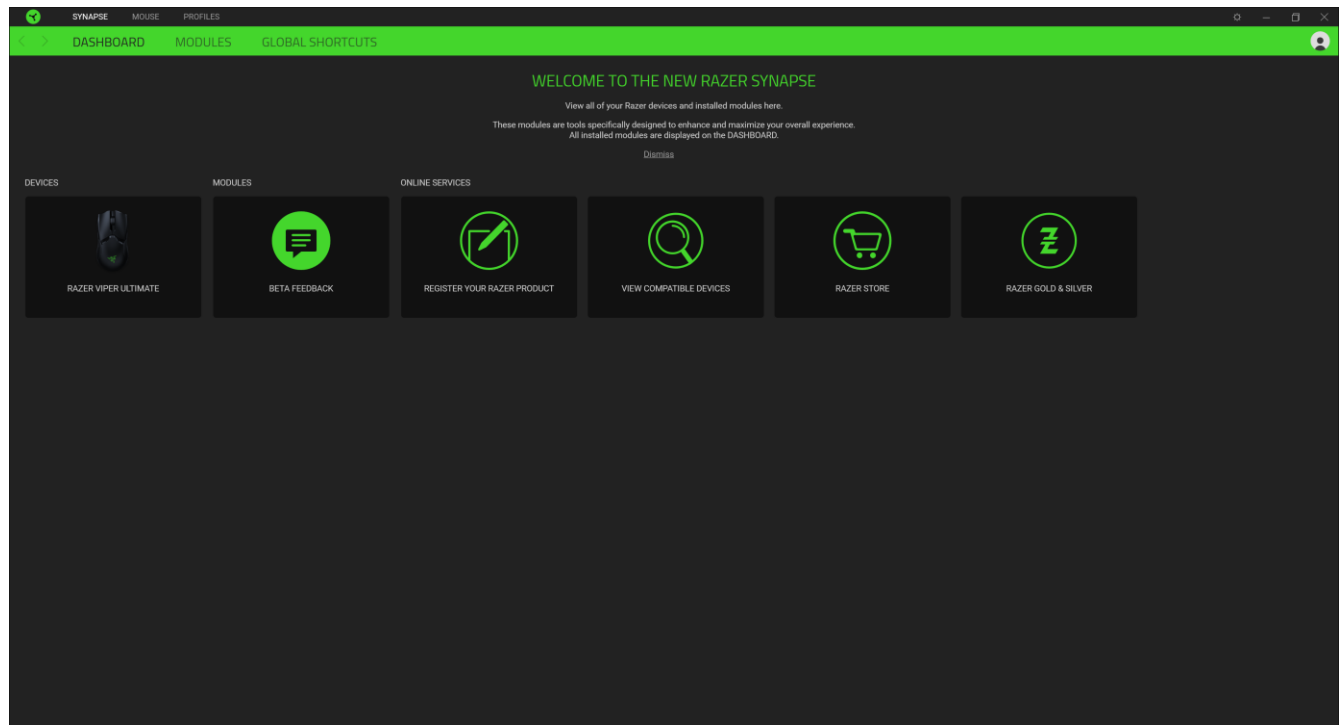 SYNAPSE MOUSE PROFILES
DASHBOARD MODULES GLOBAL SHORTCUTS
WELCOME TO THE NEW RAZER SYNAPSE
View all of your Razer devices and installed modules here.
These modules are tools specifically designed to enhance and maximize your overall experience.
All installed modules are displayed on the DASHBOARD.
Dismiss
DEVICES MODULES ONLINE SERVICES
RAZER VIPER ULTIMATE BETA FEEDBACK REGISTER YOUR RAZER PRODUCT VIEW COMPATIBLE DEVICES RAZER STORE RAZER GOLD & SILVER